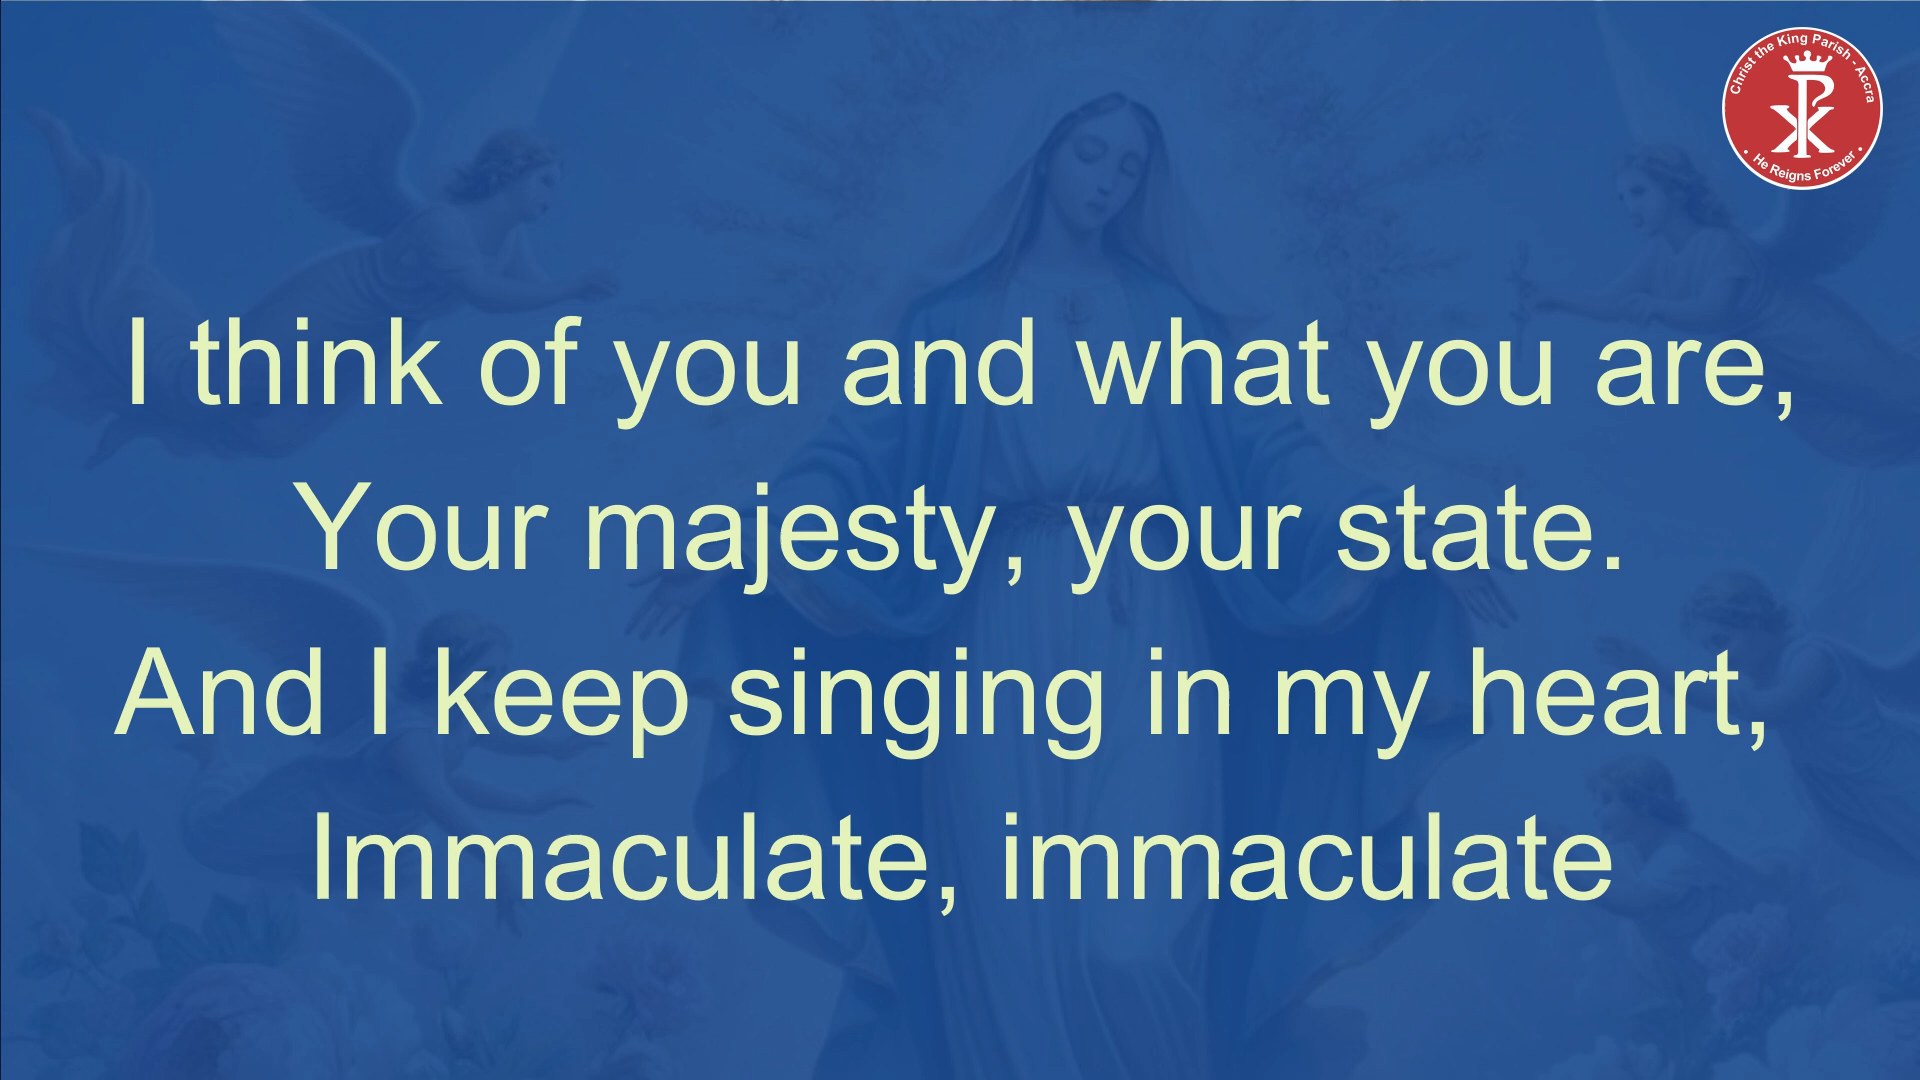 Christ the King Parish - Accra
• He Reigns Forever •
I think of you and what you are,
Your majesty, your state.
And I keep singing in my heart,
Immaculate, immaculate